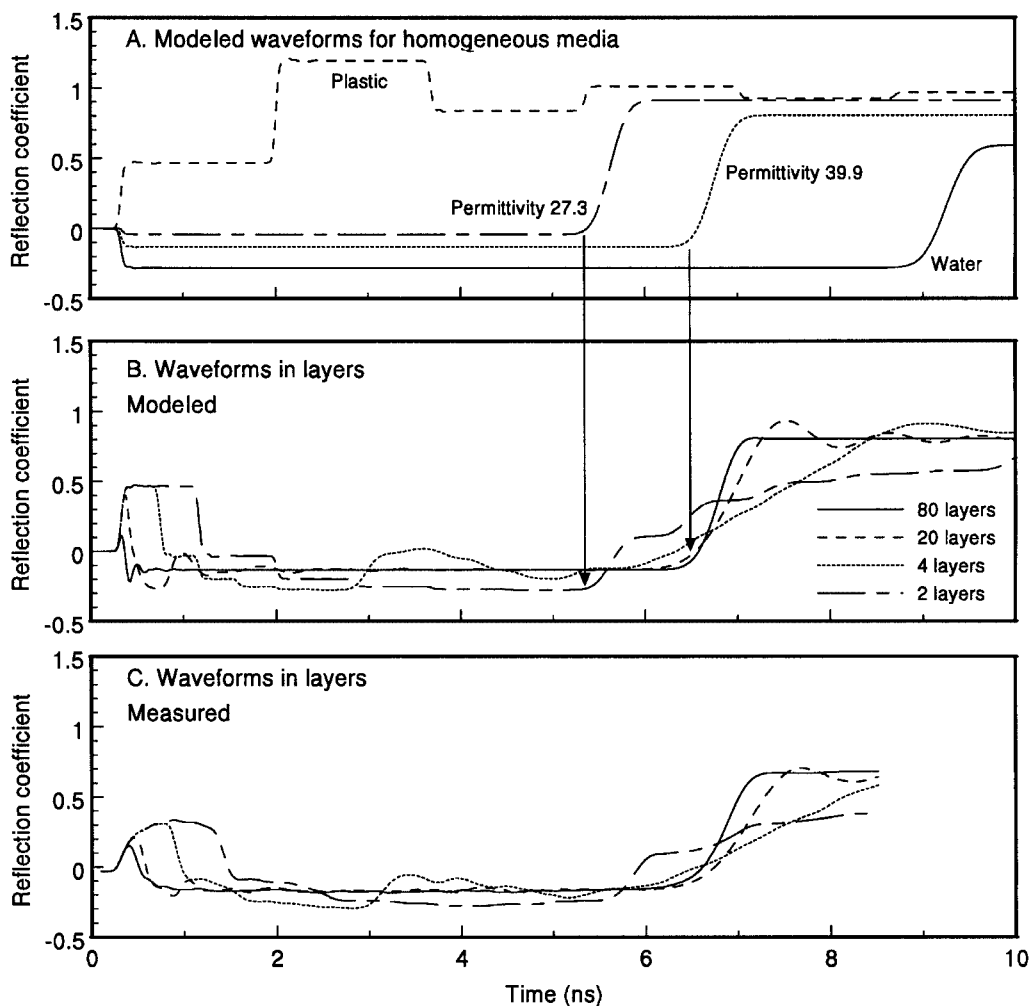 1.5
A. Modeled waveforms for homogeneous media
1
Plastic
0.5
Permittivity 39.9
Permittivity 27.3
0
Water
-0.5
Reflection coefficient
1.5
B. Waveforms in layers
Modeled
1
0.5
80 layers
20 layers
0
4 layers
2 layers
-0.5
Reflection coefficient
1.5
C. Waveforms in layers
Measured
1
0.5
0
-0.5
Reflection coefficient
0 2 4 6 8 10
Time (ns)